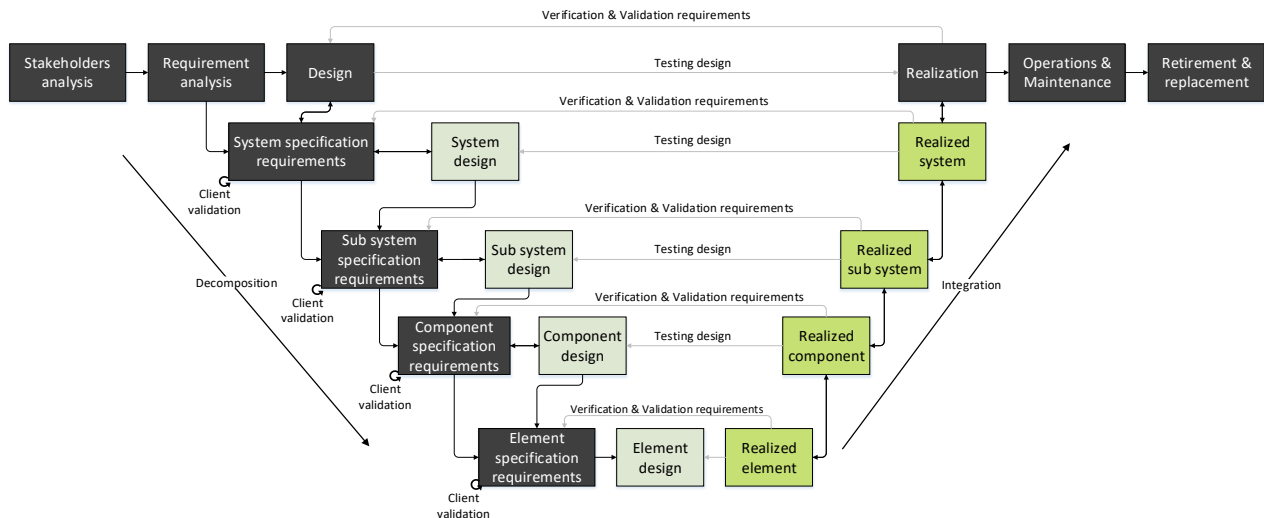 Verification & Validation requirements
Stakeholders
analysis
Requirement
analysis
Design
Testing design
Realization
Operations &
Maintenance
Retirement &
replacement
Verification & Validation requirements
System specification
requirements
System
design
Testing design
Realized
system
Client
validation
Verification & Validation requirements
Sub system
specification
requirements
Sub system
design
Testing design
Realized
sub system
Decomposition
Integration
Client
validation
Verification & Validation requirements
Component
specification
requirements
Component
design
Testing design
Realized
component
Client
validation
Verification & Validation requirements
Element
specification
requirements
Element
design
Realized
element
Client
validation